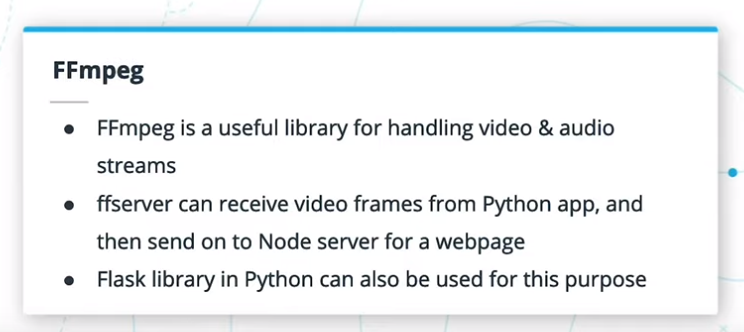 FFmpeg
● FFmpeg is a useful library for handling video & audio
streams
● ffserver can receive video frames from Python app, and
then send on to Node server for a webpage
● Flask library in Python can also be used for this purpose